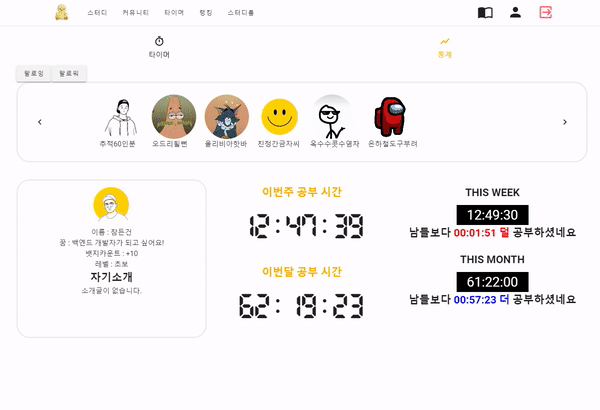 스터디 커뮤니티 타이머 랭킹 스터디룸
타이머 통계
팔로잉 팔로워
추적60인분 오드리될뻔 올리비아핫바 진정간큼자씨 옥수수콧수염차 은하철도구부려
이름 : 장든건
꿈 : 백엔드 개발자가 되고 싶어요!
뱃지카운트 : +10
레벨 : 초보
자기소개
소개글이 없습니다.
이번주 공부 시간
12:47:39
이번달 공부 시간
62:19:23
THIS WEEK
12:49:30
남들보다 00:01:51 덜 공부하셨네요
THIS MONTH
61:22:00
남들보다 00:57:23 더 공부하셨네요